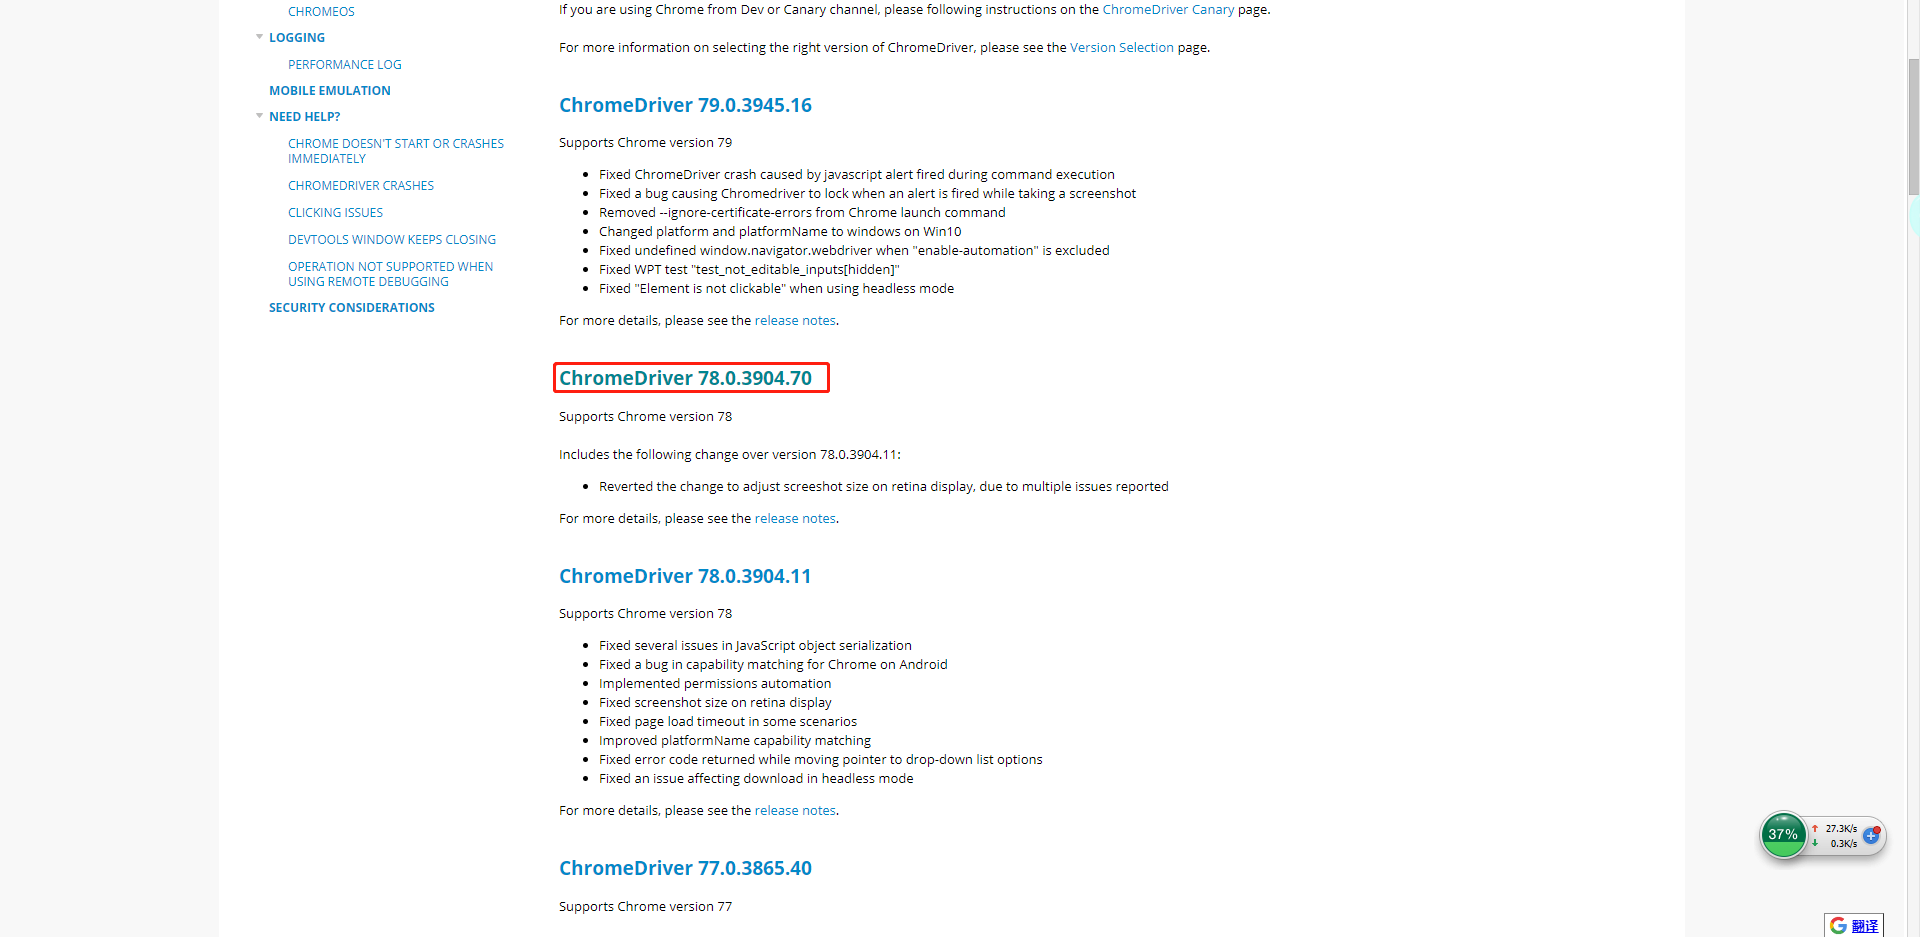 CHROMEOS
LOGGING
PERFORMANCE LOG
MOBILE EMULATION
NEED HELP?
CHROME DOESN'T START OR CRASHES
IMMEDIATELY
CHROMEDRIVER CRASHES
CLICKING ISSUES
DEVTOOLS WINDOW KEEPS CLOSING
OPERATION NOT SUPPORTED WHEN
USING REMOTE DEBUGGING
SECURITY CONSIDERATIONS
If you are using Chrome from Dev or Canary channel, please following instructions on the ChromeDriver Canary page.
For more information on selecting the right version of ChromeDriver, please see the Version Selection page.
ChromeDriver 79.0.3945.16
Supports Chrome version 79
Fixed ChromeDriver crash caused by javascript alert fired during command execution
Fixed a bug causing Chromedriver to lock when an alert is fired while taking a screenshot
Removed --ignore-certificate-errors from Chrome launch command
Changed platform and platformName to windows on Win10
Fixed undefined window.navigator.webdriver when "enable-automation" is excluded
Fixed WPT test "test_not_editable_inputs[hidden]"
Fixed "Element is not clickable" when using headless mode
For more details, please see the release notes.
ChromeDriver 78.0.3904.70
Supports Chrome version 78
Includes the following change over version 78.0.3904.11:
Reverted the change to adjust screeshot size on retina display, due to multiple issues reported
For more details, please see the release notes.
ChromeDriver 78.0.3904.11
Supports Chrome version 78
Fixed several issues in JavaScript object serialization
Fixed a bug in capability matching for Chrome on Android
Implemented permissions automation
Fixed screenshot size on retina display
Fixed page load timeout in some scenarios
Improved platformName capability matching
Fixed error code returned while moving pointer to drop-down list options
Fixed an issue affecting download in headless mode
For more details, please see the release notes.
ChromeDriver 77.0.3865.40
Supports Chrome version 77
37%
27.3K/s
0.3K/s
G 翻译